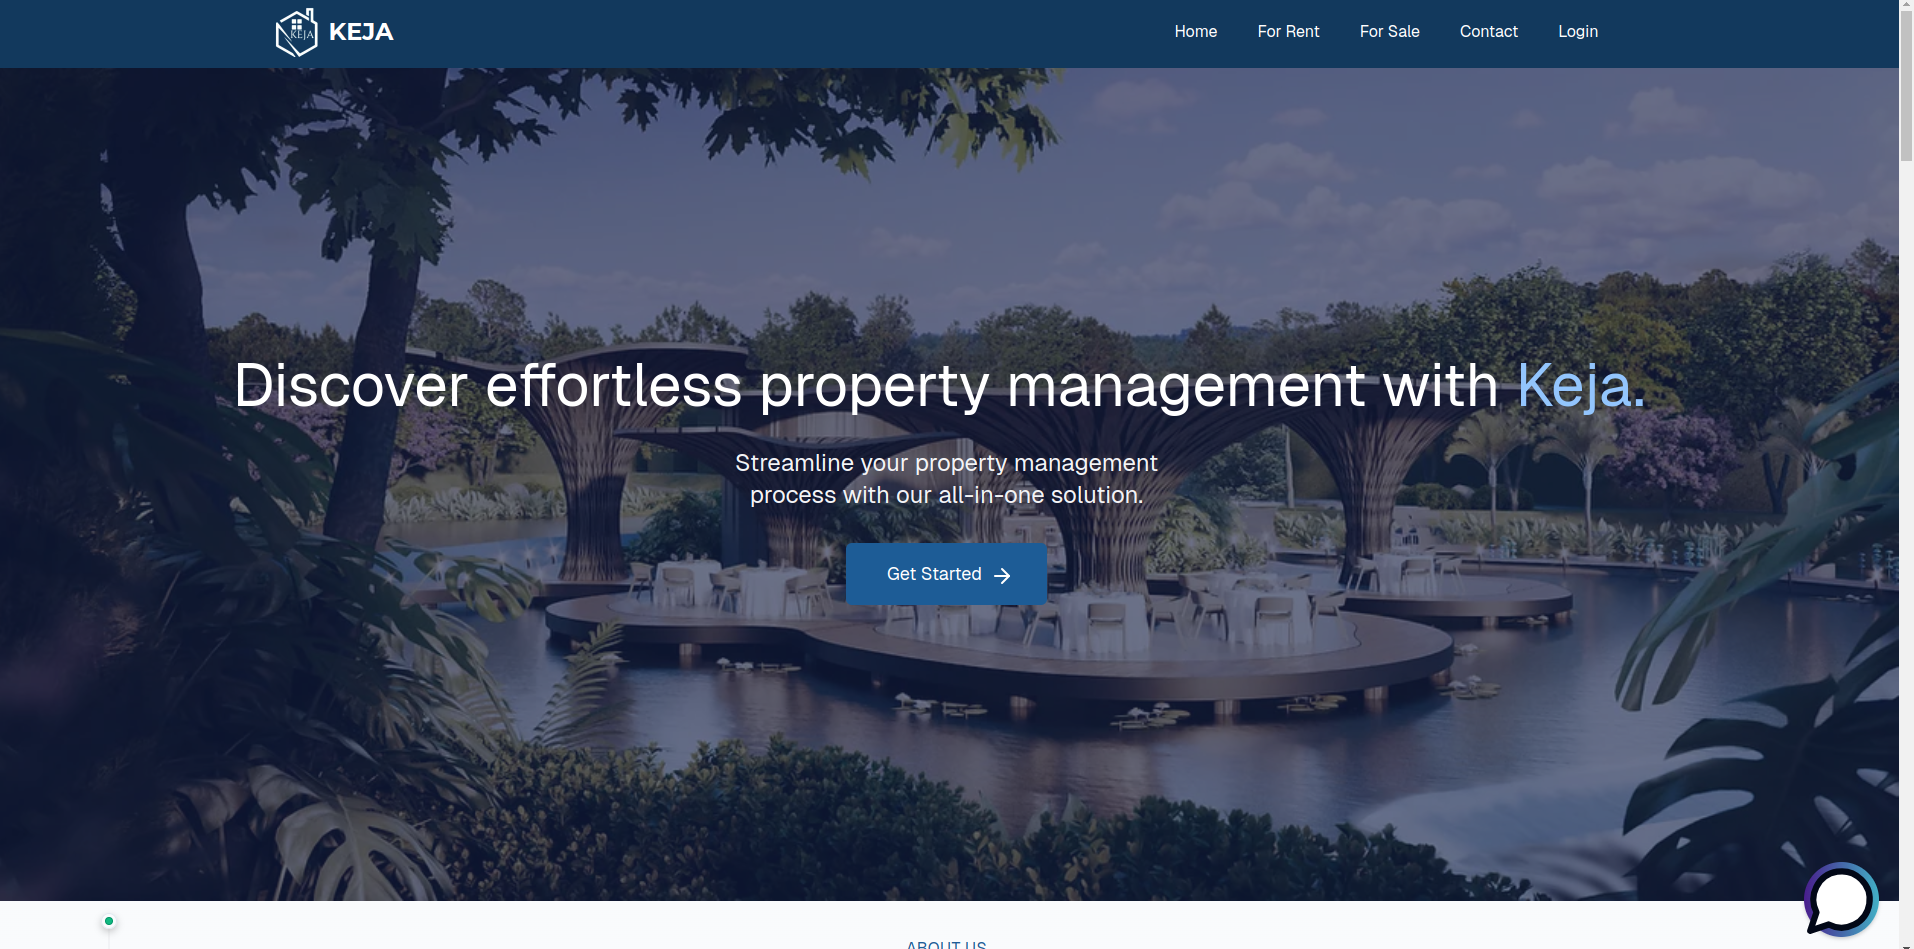 KEJA
KEJA
Home
For Rent
For Sale
Contact
Login
Discover effortless property management with Keja.
Streamline your property management
process with our all-in-one solution.
Get Started
ABOUT US